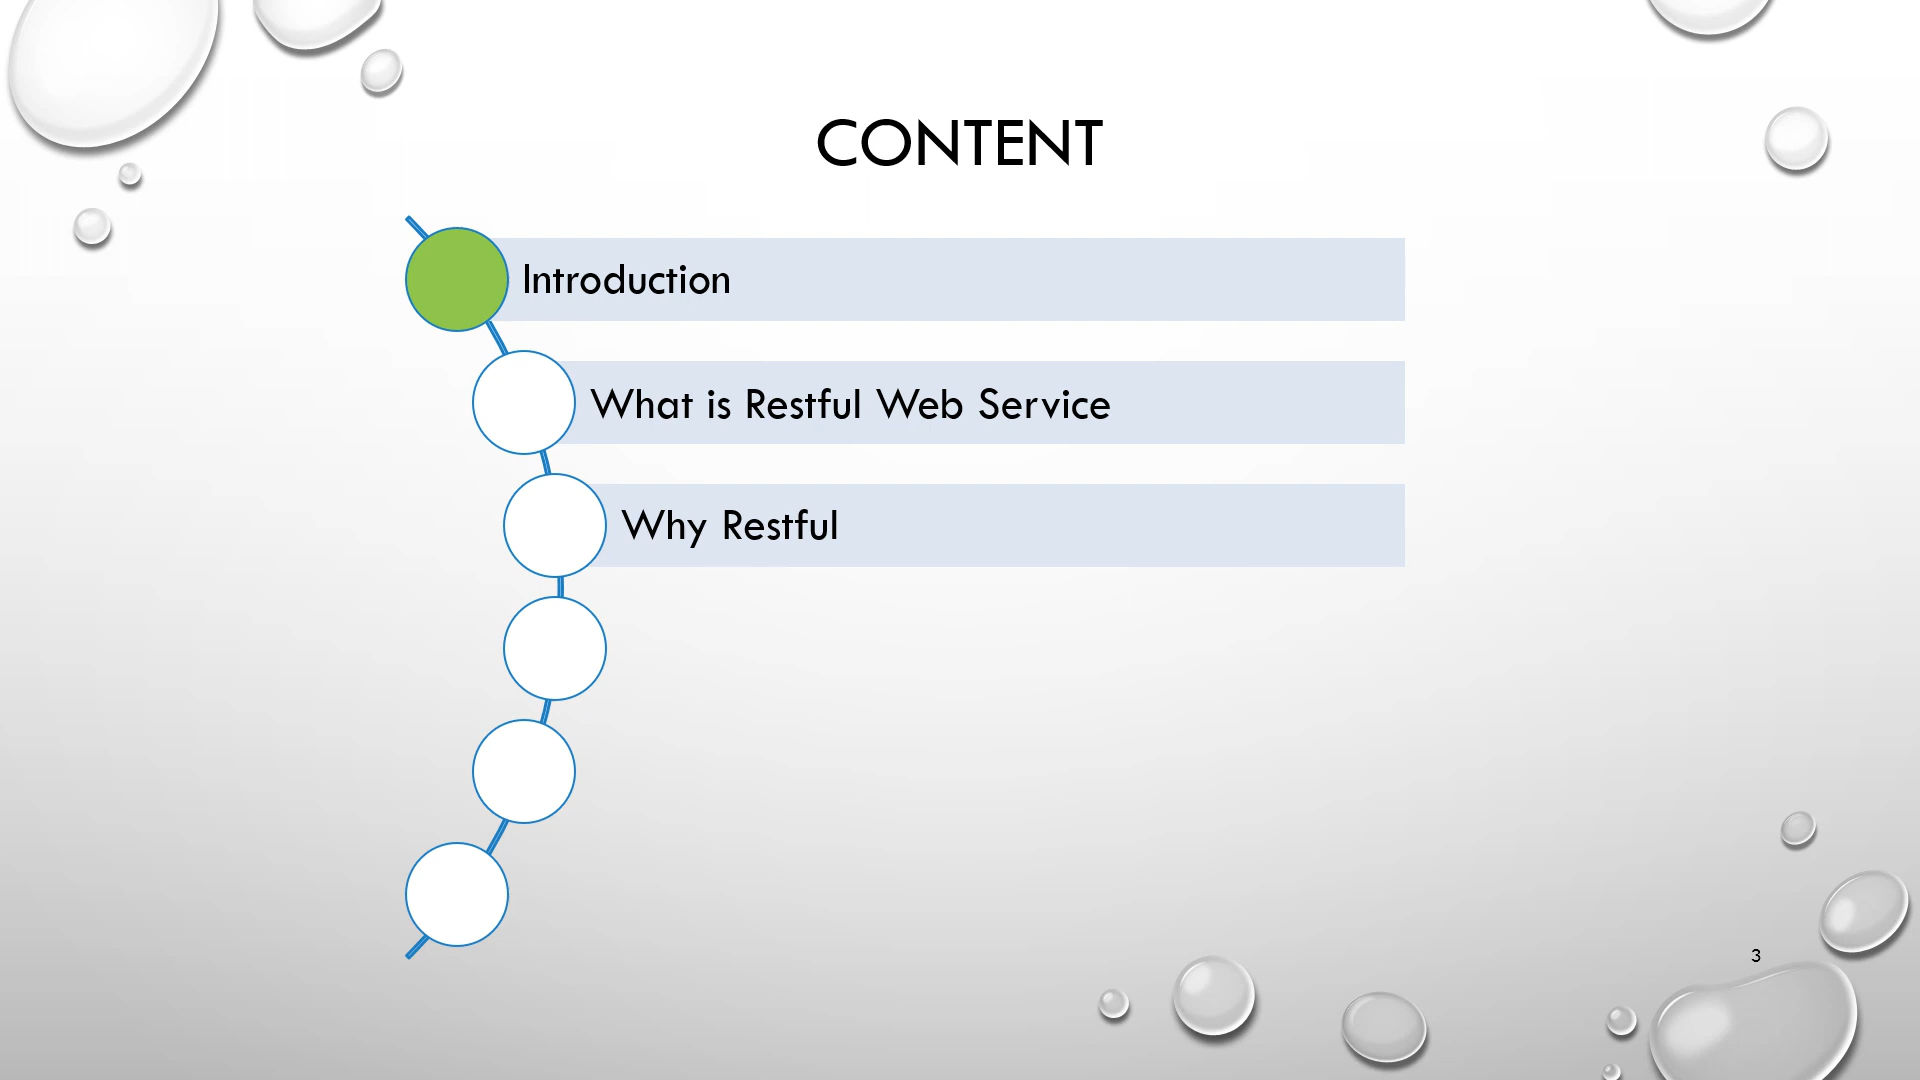 CONTENT
Introduction
What is Restful Web Service
Why Restful
3